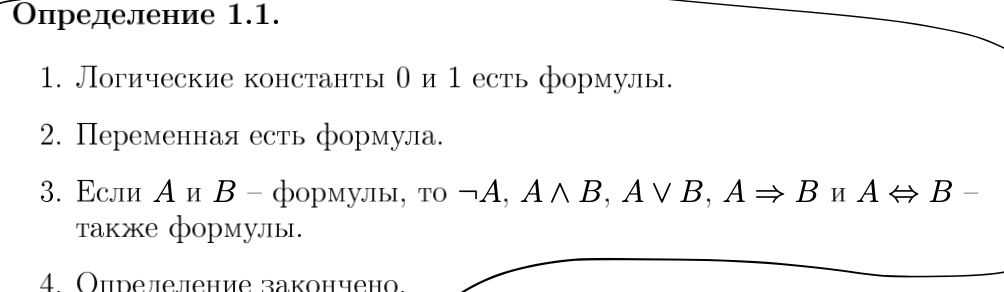 Определение 1.1.
1. Логические константы 0 и 1 есть формулы.
2. Переменная есть формула.
3. Если A и B – формулы, то ¬A, A ∧ B, A ∨ B, A ⇒ B и A ⇔ B –
также формулы.
4. Определение закончено.